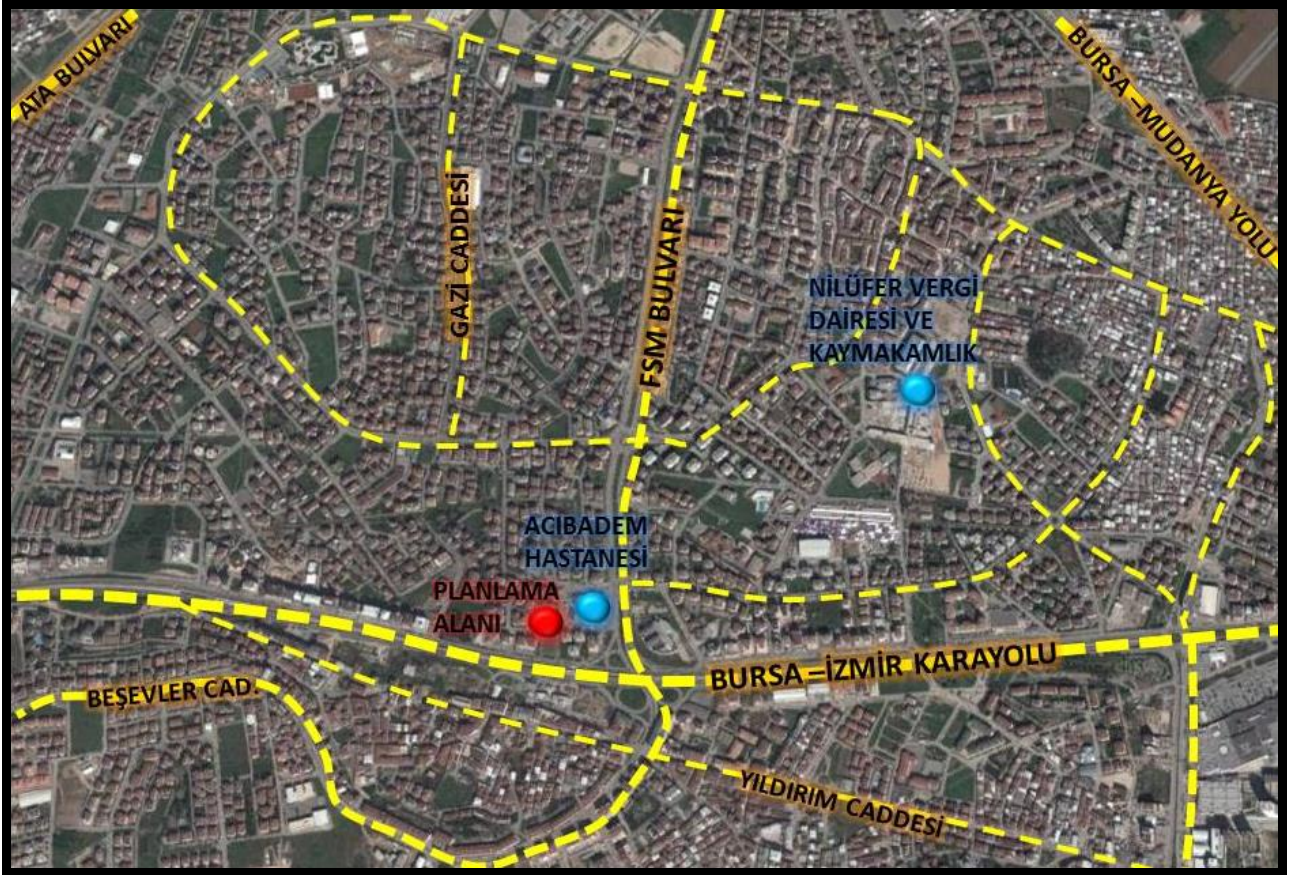 ATA BULVARI
BURSA –MUDANYA YOLU
GAZİ CADDESİ
FSM BULVARI
NİLÜFER VERGİ
DAİRESİ VE
KAYMAKAMLIK
ACIBADEM
HASTANESİ
PLANLAMA
ALANI
BURSA –İZMİR KARAYOLU
BEŞEVLER CAD.
YILDIRIM CADDESİ